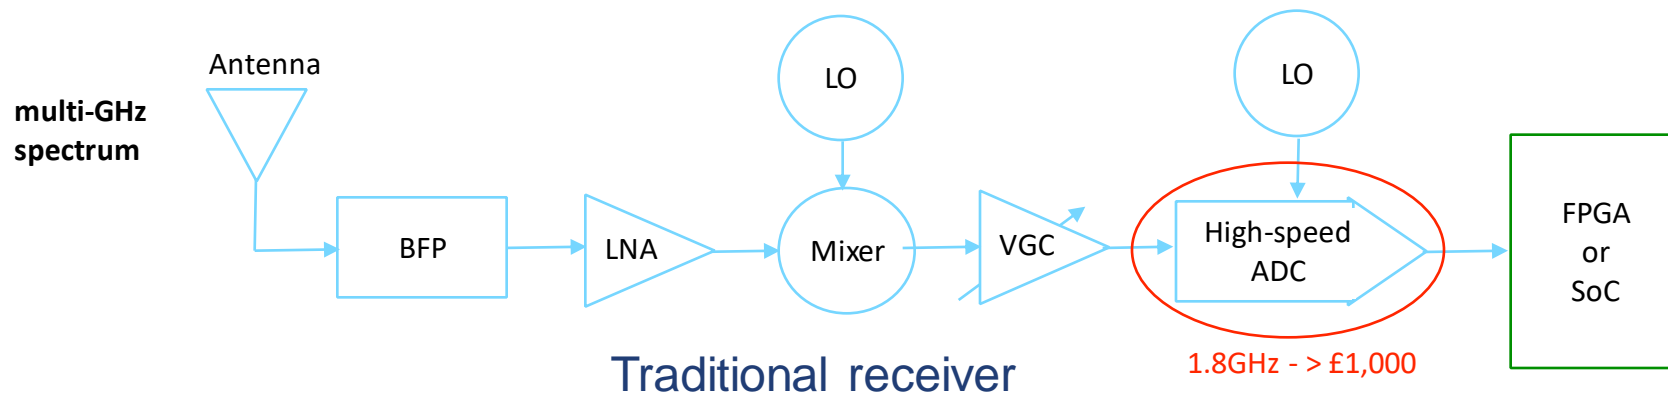 multi-GHz
spectrum
Antenna
BFP
LNA
LO
Mixer
VGC
LO
High-speed
ADC
1.8GHz - > £1,000
FPGA
or
SoC
Traditional receiver